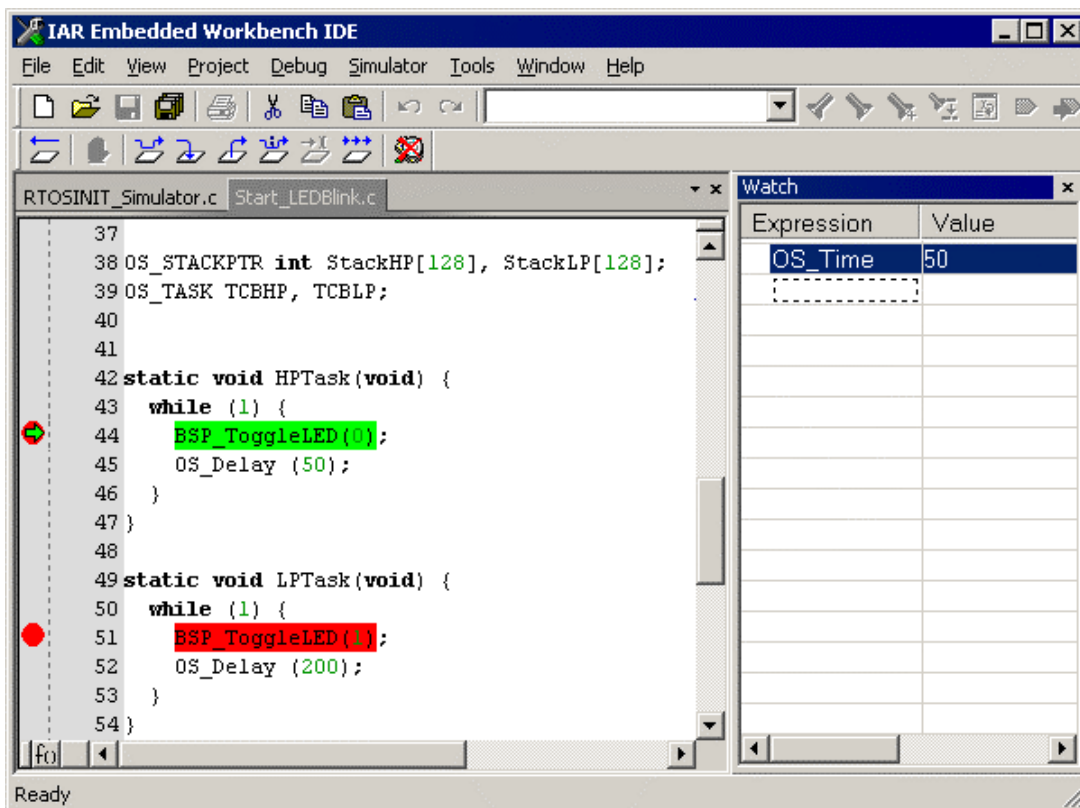 IAR Embedded Workbench IDE
File Edit View Project Debug Simulator Tools Window Help
RTOSINIT_Simulator.c Start_LEDBlink.c
Watch
Expression Value
OS_Time 50
37
38 OS_STACKPTR int StackHP[128], StackLP[128];
39 OS_TASK TCBHP, TCBLP;
40
41
42 static void HPTask(void) {
43 while (1) {
44 BSP_ToggleLED(0);
45 OS_Delay (50);
46 }
47 }
48
49 static void LPTask(void) {
50 while (1) {
51 BSP_ToggleLED(1);
52 OS_Delay (200);
53 }
54 }
Ready